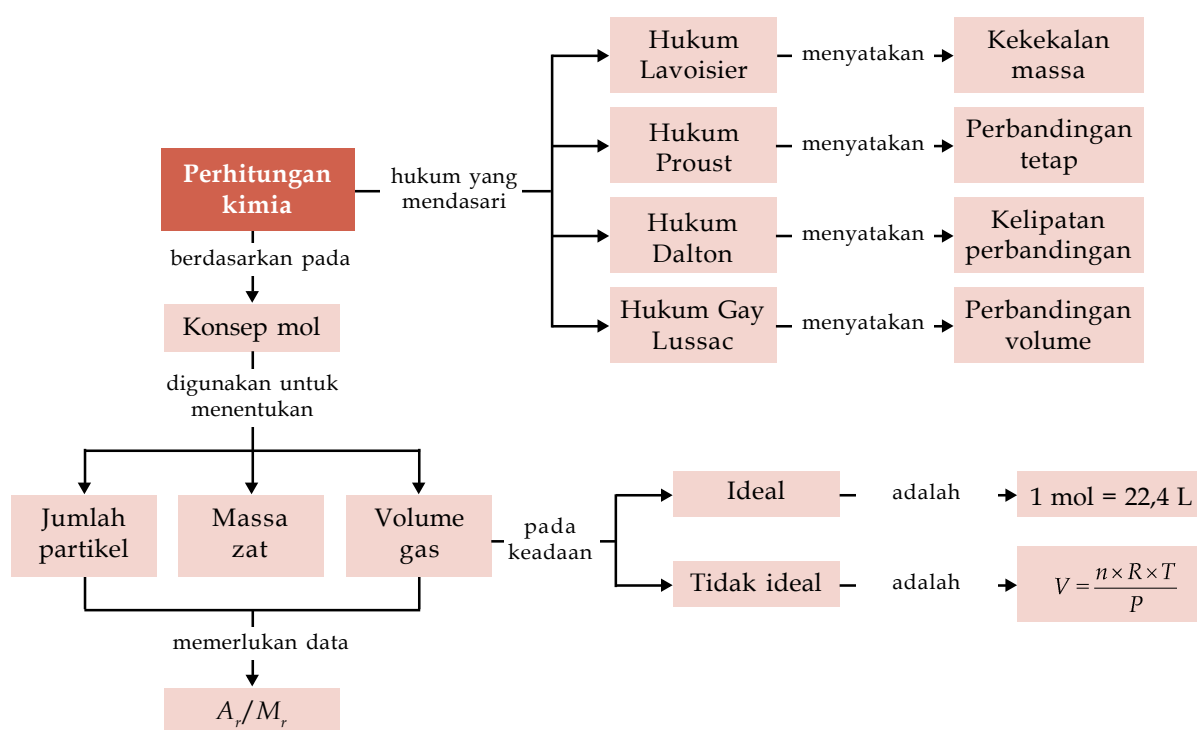 Hukum
Lavoisier
menyatakan
Kekekalan
massa
Hukum
Proust
menyatakan
Perbandingan
tetap
Perhitungan
kimia
hukum yang
mendasari
Hukum
Dalton
menyatakan
Kelipatan
perbandingan
Hukum Gay
Lussac
menyatakan
Perbandingan
volume
berdasarkan pada
Konsep mol
digunakan untuk
menentukan
Jumlah
partikel
Massa
zat
Volume
gas
pada
keadaan
Ideal
adalah
1 mol = 22,4 L
Tidak ideal
adalah
V = n × R × T / P
memerlukan data
A_r/M_r